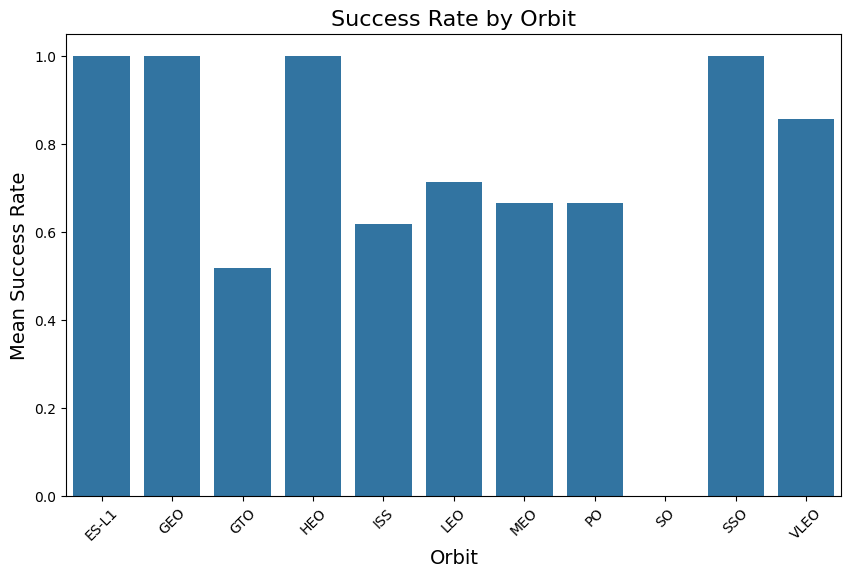 Success Rate by Orbit
Mean Success Rate
1.0
0.8
0.6
0.4
0.2
0.0
ES-L1
GEO
GTO
HEO
ISS
LEO
MEO
PO
SO
SSO
VLEO
Orbit